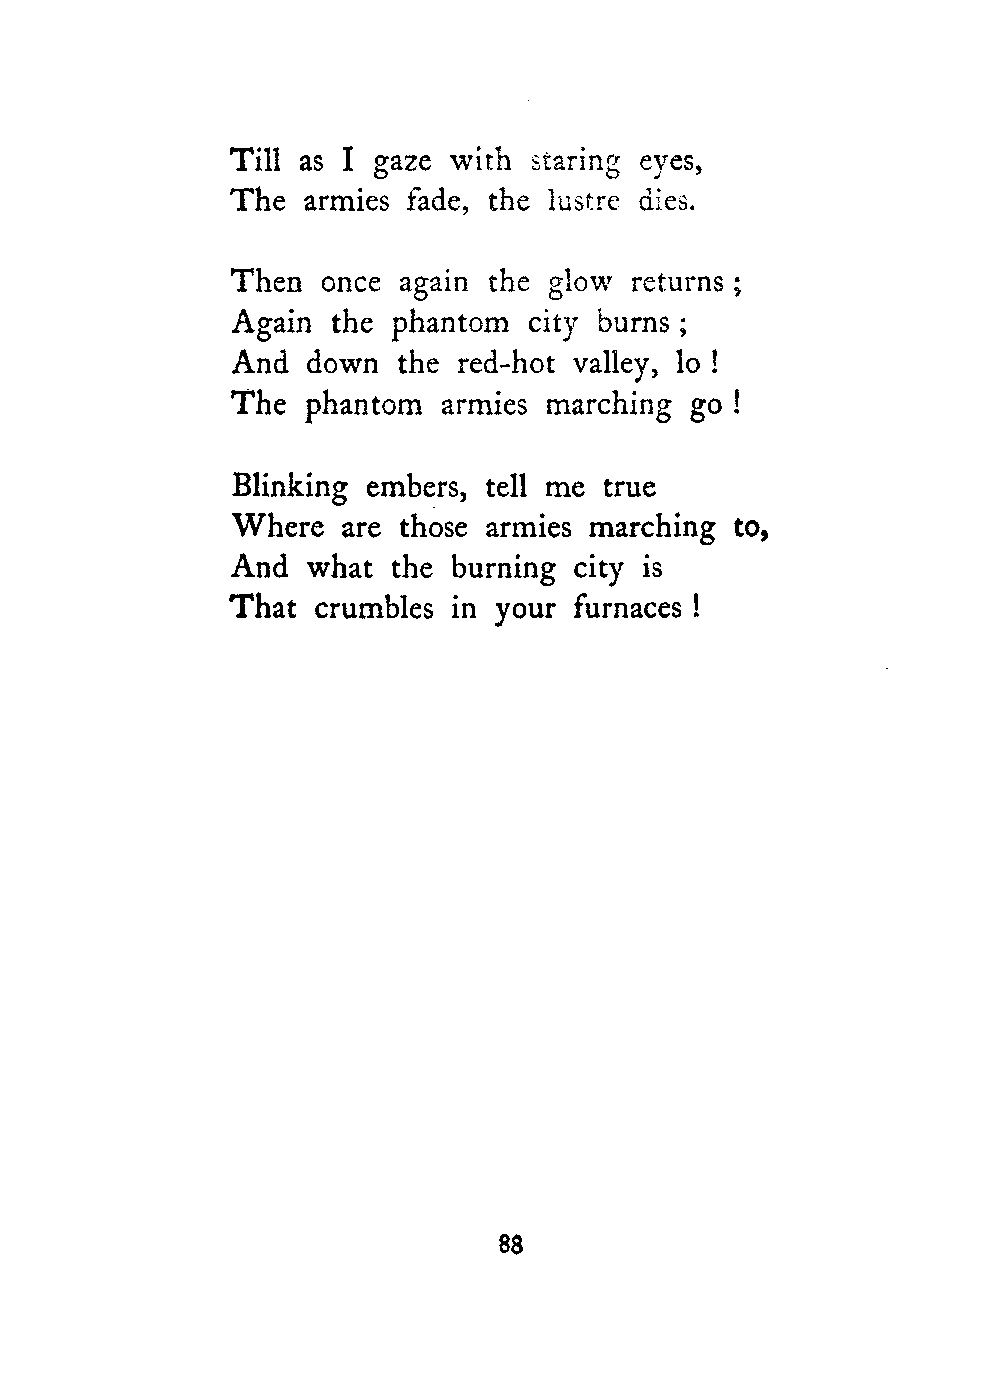 Till as I gaze with staring eyes,
The armies fade, the lustre dies.

Then once again the glow returns ;
Again the phantom city burns ;
And down the red-hot valley, lo !
The phantom armies marching go !

Blinking embers, tell me true
Where are those armies marching to,
And what the burning city is
That crumbles in your furnaces !

88